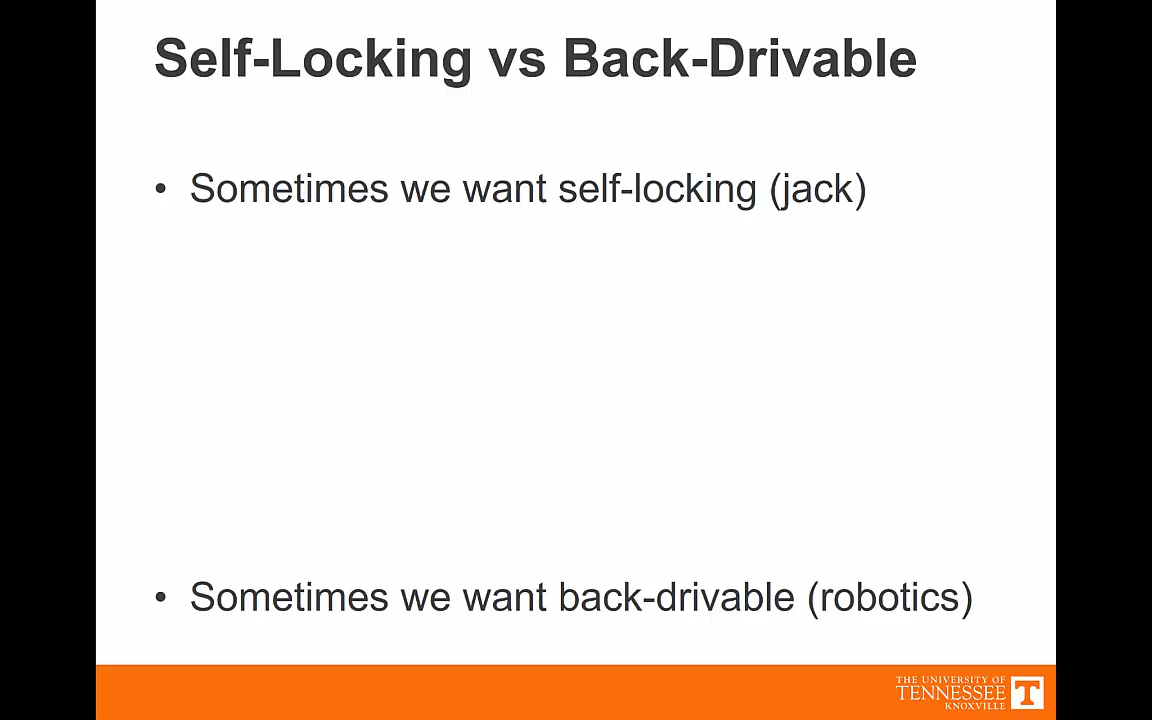 Self-Locking vs Back-Drivable
• Sometimes we want self-locking (jack)
• Sometimes we want back-drivable (robotics)
THE UNIVERSITY OF
TENNESSEE
KNOXVILLE
T